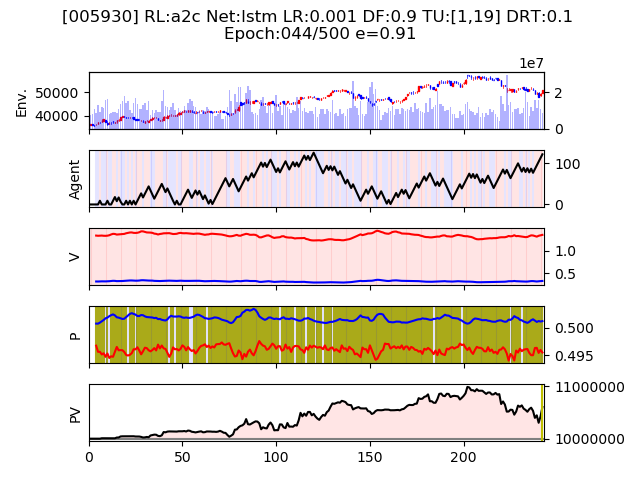 [005930] RL:a2c Net:lstm LR:0.001 DF:0.9 TU:[1,19] DRT:0.1
Epoch:044/500 e=0.91
1e7
Env.
50000
40000
2
0
Agent
100
0
V
1.0
0.5
P
0.500
0.495
PV
11000000
10000000
0 50 100 150 200